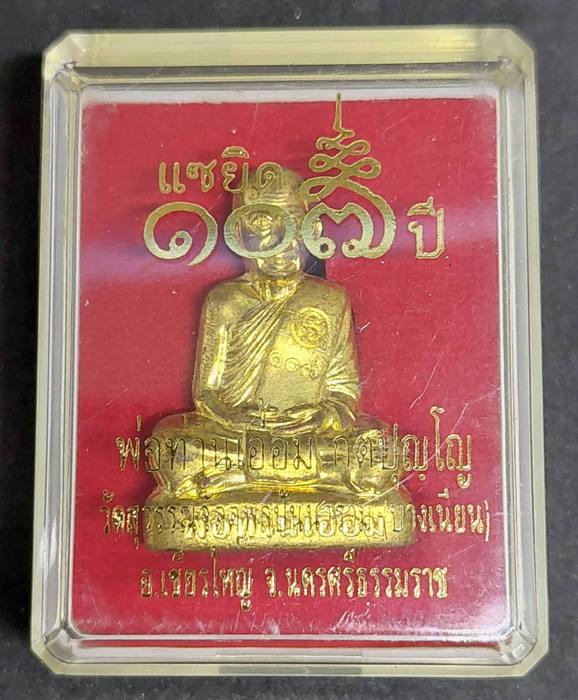 แซยิด
๑๐๗ ปี
พ่อท่านเอื้อม กตปุญฺโญ
บางเนียน)
อ.เชียรใหญ่ จ.นครศรีธรรมราช